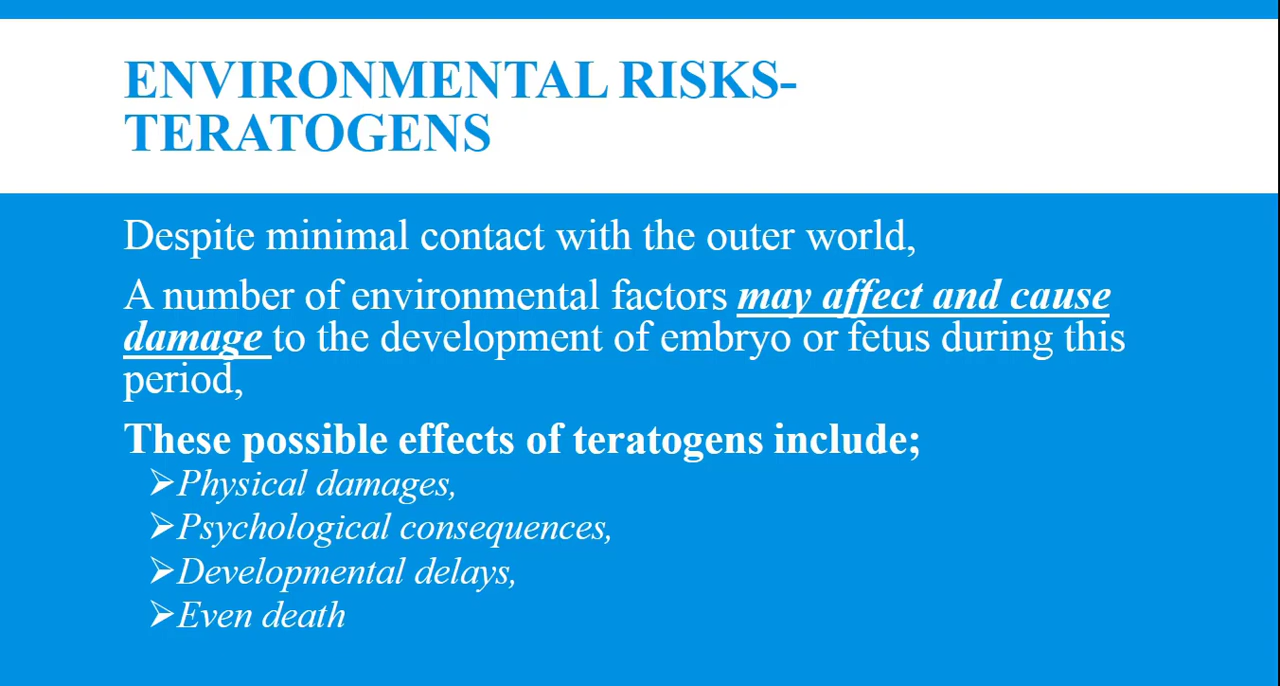 ENVIRONMENTAL RISKS-
TERATOGENS
Despite minimal contact with the outer world,
A number of environmental factors may affect and cause
damage to the development of embryo or fetus during this
period,
These possible effects of teratogens include;
➢Physical damages,
➢Psychological consequences,
➢Developmental delays,
➢Even death